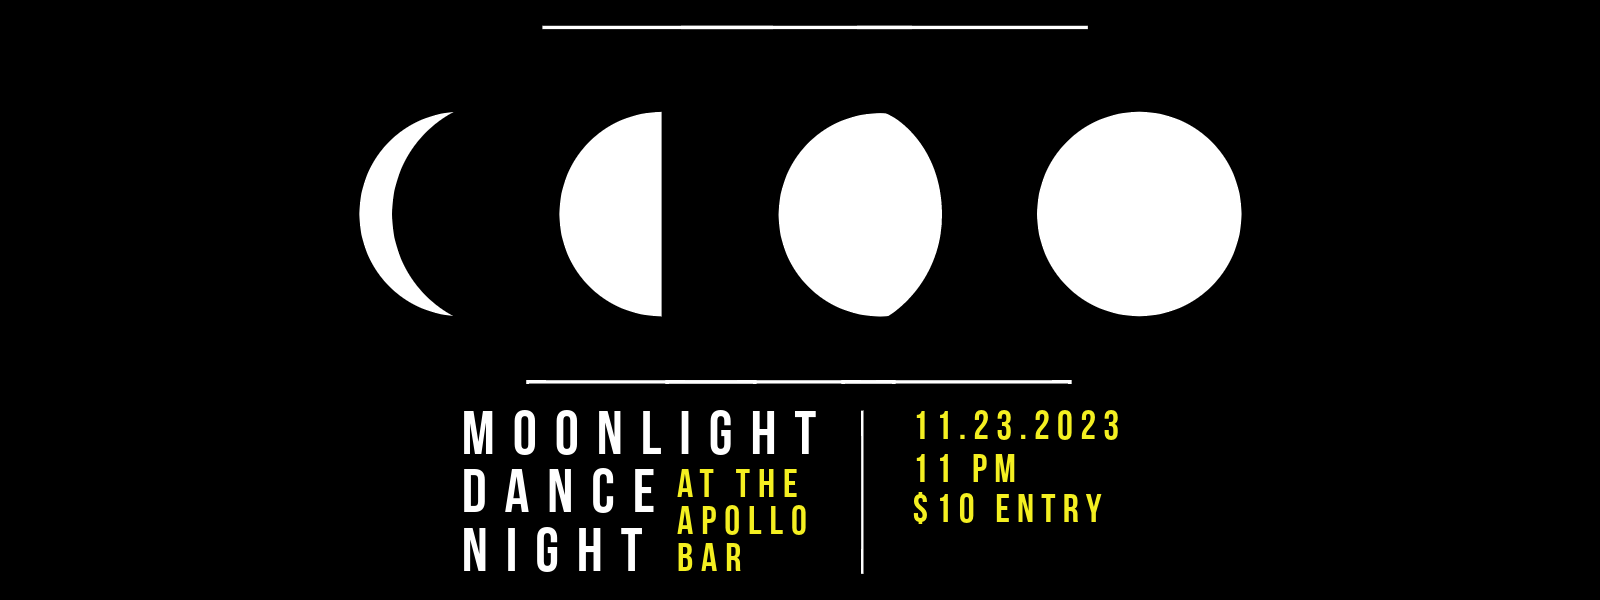 MOONLIGHT
DANCE
NIGHT
AT THE
APOLLO
BAR
11.23.2023
11 PM
$10 ENTRY